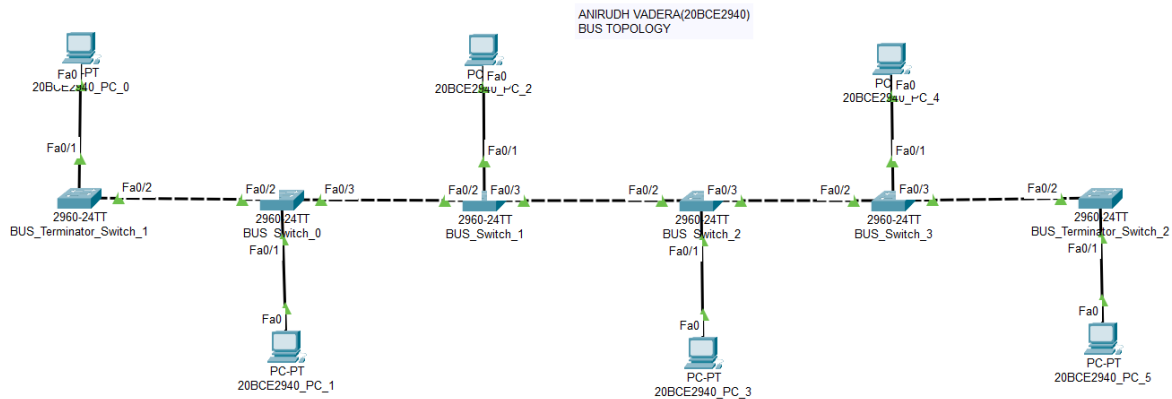 ANIRUDH VADERA(20BCE2940)
BUS TOPOLOGY
Fa0 -PT
20BCE2940_PC_0
PC Fa0
20BCE2940_PC_2
PC Fa0
20BCE2940_PC_4
Fa0/1
Fa0/1
Fa0/1
Fa0/2
Fa0/2
Fa0/3
Fa0/2
Fa0/3
Fa0/2
Fa0/3
Fa0/2
Fa0/3
Fa0/2
2960-24TT
BUS_Terminator_Switch_1
2960-24TT
BUS_Switch_0
2960-24TT
BUS_Switch_1
2960-24TT
BUS_Switch_2
2960-24TT
BUS_Switch_3
2960-24TT
BUS_Terminator_Switch_2
Fa0/1
Fa0/1
Fa0/1
Fa0
Fa0
Fa0
PC-PT
20BCE2940_PC_1
PC-PT
20BCE2940_PC_3
PC-PT
20BCE2940_PC_5